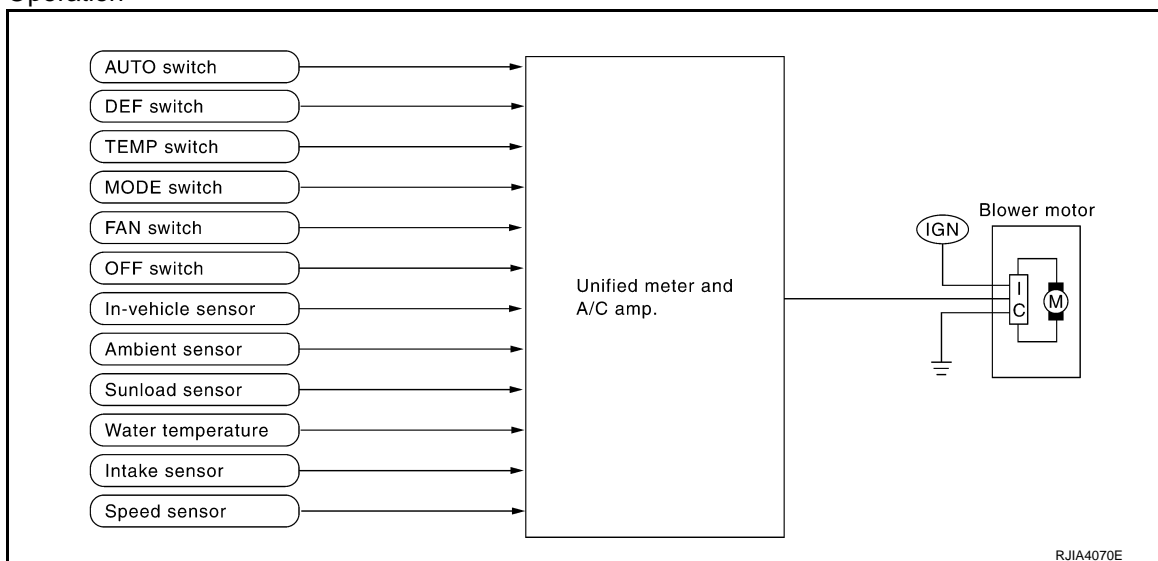 Operation
AUTO switch
DEF switch
TEMP switch
MODE switch
FAN switch
OFF switch
In-vehicle sensor
Ambient sensor
Sunload sensor
Water temperature
Intake sensor
Speed sensor
Unified meter and
A/C amp.
Blower motor
IGN
I
C
M
RJIA4070E